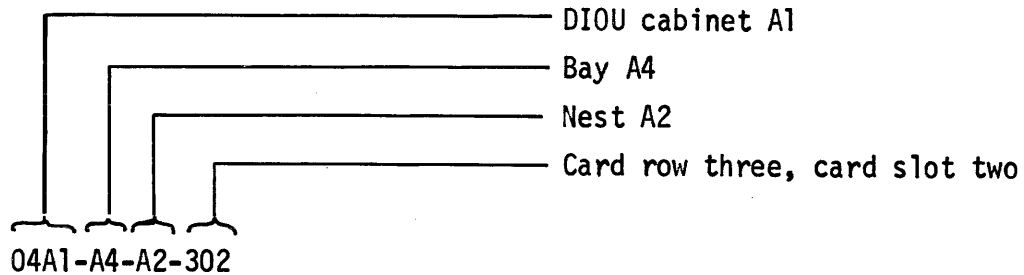 DIOU cabinet A1
Bay A4
Nest A2
Card row three, card slot two
04A1-A4-A2-302